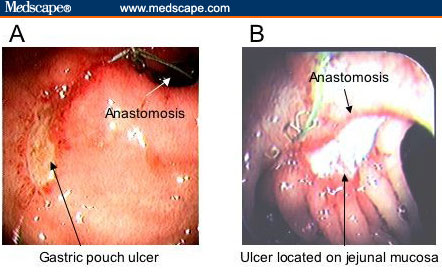 Medscape® www.medscape.com
A
B
Anastomosis
Anastomosis
Gastric pouch ulcer
Ulcer located on jejunal mucosa